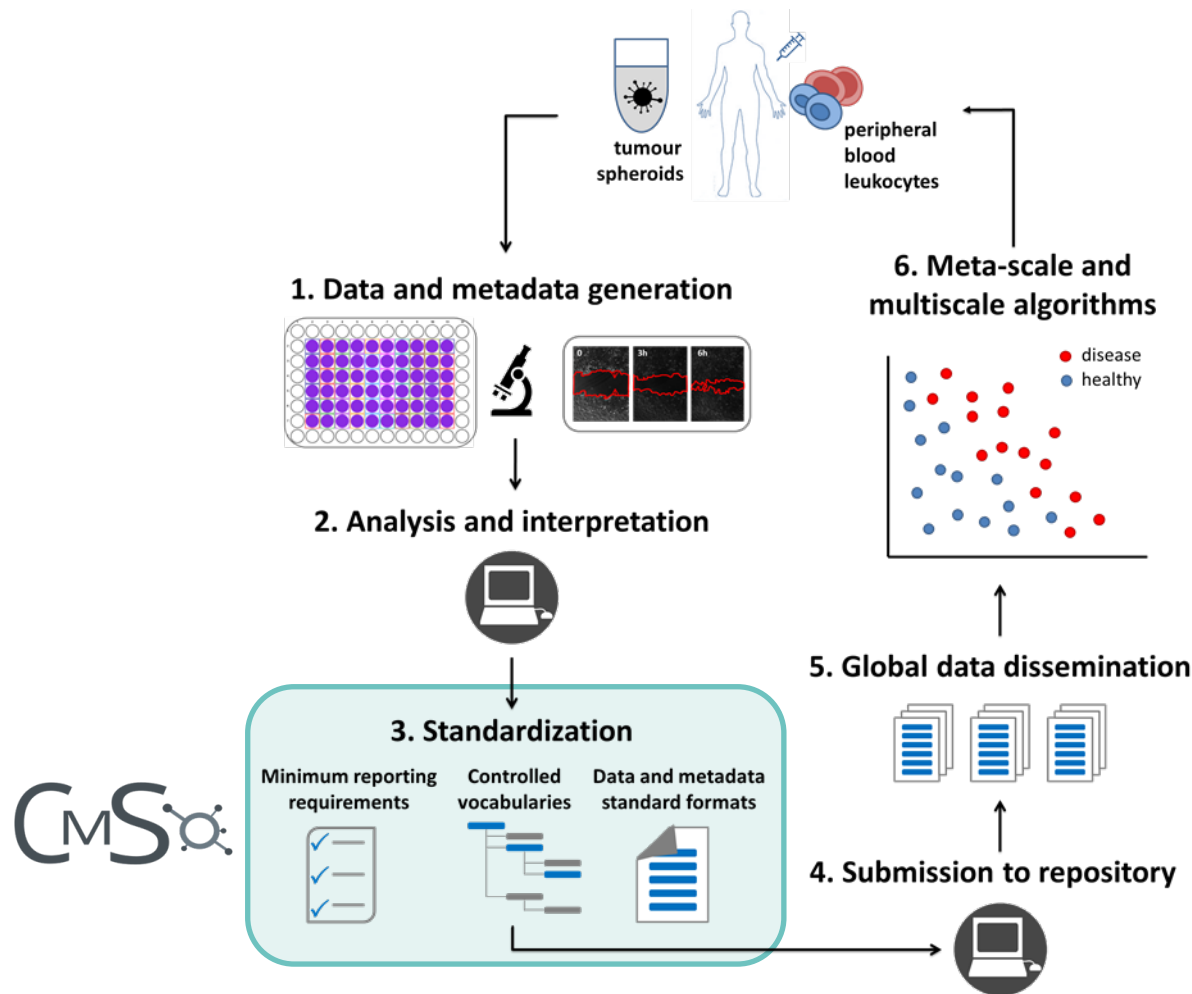 tumour
spheroids
peripheral
blood
leukocytes
1. Data and metadata generation
0
3h
6h
2. Analysis and interpretation
3. Standardization
Minimum reporting
requirements
Controlled
vocabularies
Data and metadata
standard formats
CMSO
4. Submission to repository
5. Global data dissemination
6. Meta-scale and
multiscale algorithms
disease
healthy